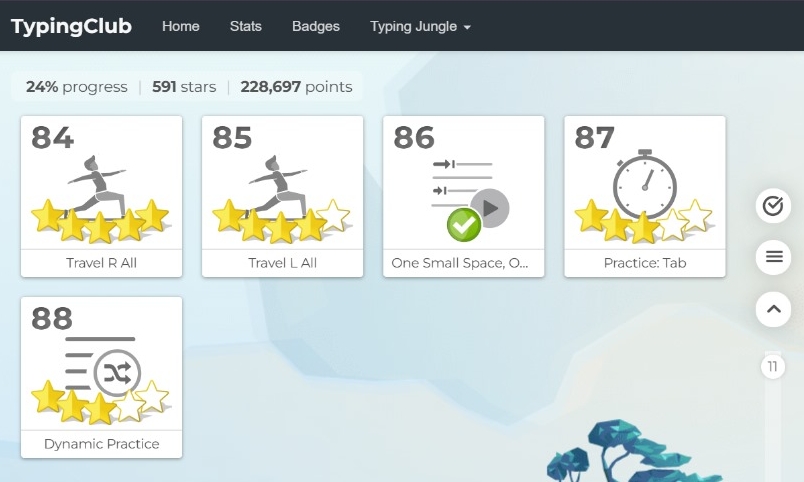 TypingClub Home Stats Badges Typing Jungle
24% progress | 591 stars | 228,697 points
84 85 86 87
Travel R All Travel L All One Small Space, O... Practice: Tab
88
11
Dynamic Practice